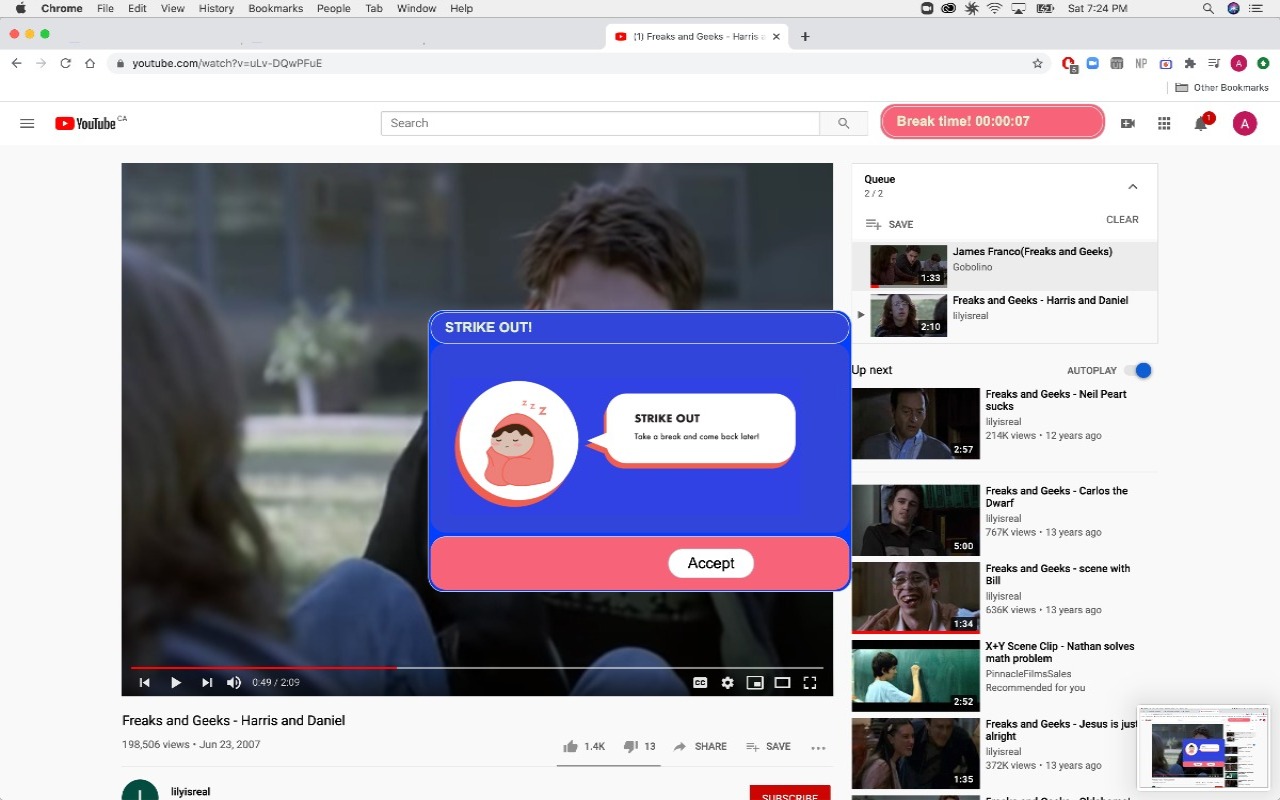 Chrome File Edit View History Bookmarks People Tab Window Help Sat 7:24 PM
(1) Freaks and Geeks - Harris a
youtube.com/watch?v=uLv-DQwPFuE
5 NP A
Other Bookmarks
YouTube CA
Search
Break time! 00:00:07
1
A
Queue
2 / 2
SAVE
CLEAR
James Franco(Freaks and Geeks)
Gobolino
1:33
Freaks and Geeks - Harris and Daniel
lilyisreal
2:10
STRIKE OUT!
z z z
STRIKE OUT
Take a break and come back later!
Accept
CC
0:49 / 2:09
Up next
AUTOPLAY
Freaks and Geeks - Neil Peart
sucks
lilyisreal
214K views • 12 years ago
2:57
Freaks and Geeks - Carlos the
Dwarf
lilyisreal
767K views • 13 years ago
5:00
Freaks and Geeks - scene with
Bill
lilyisreal
636K views • 13 years ago
1:34
X+Y Scene Clip - Nathan solves
math problem
PinnacleFilmsSales
Recommended for you
2:52
Freaks and Geeks - Jesus is just
alright
lilyisreal
372K views • 13 years ago
1:35
Freaks and Geeks - Harris and Daniel
198,506 views • Jun 23, 2007
1.4K 13 SHARE SAVE
lilyisreal
SUBSCRIBE